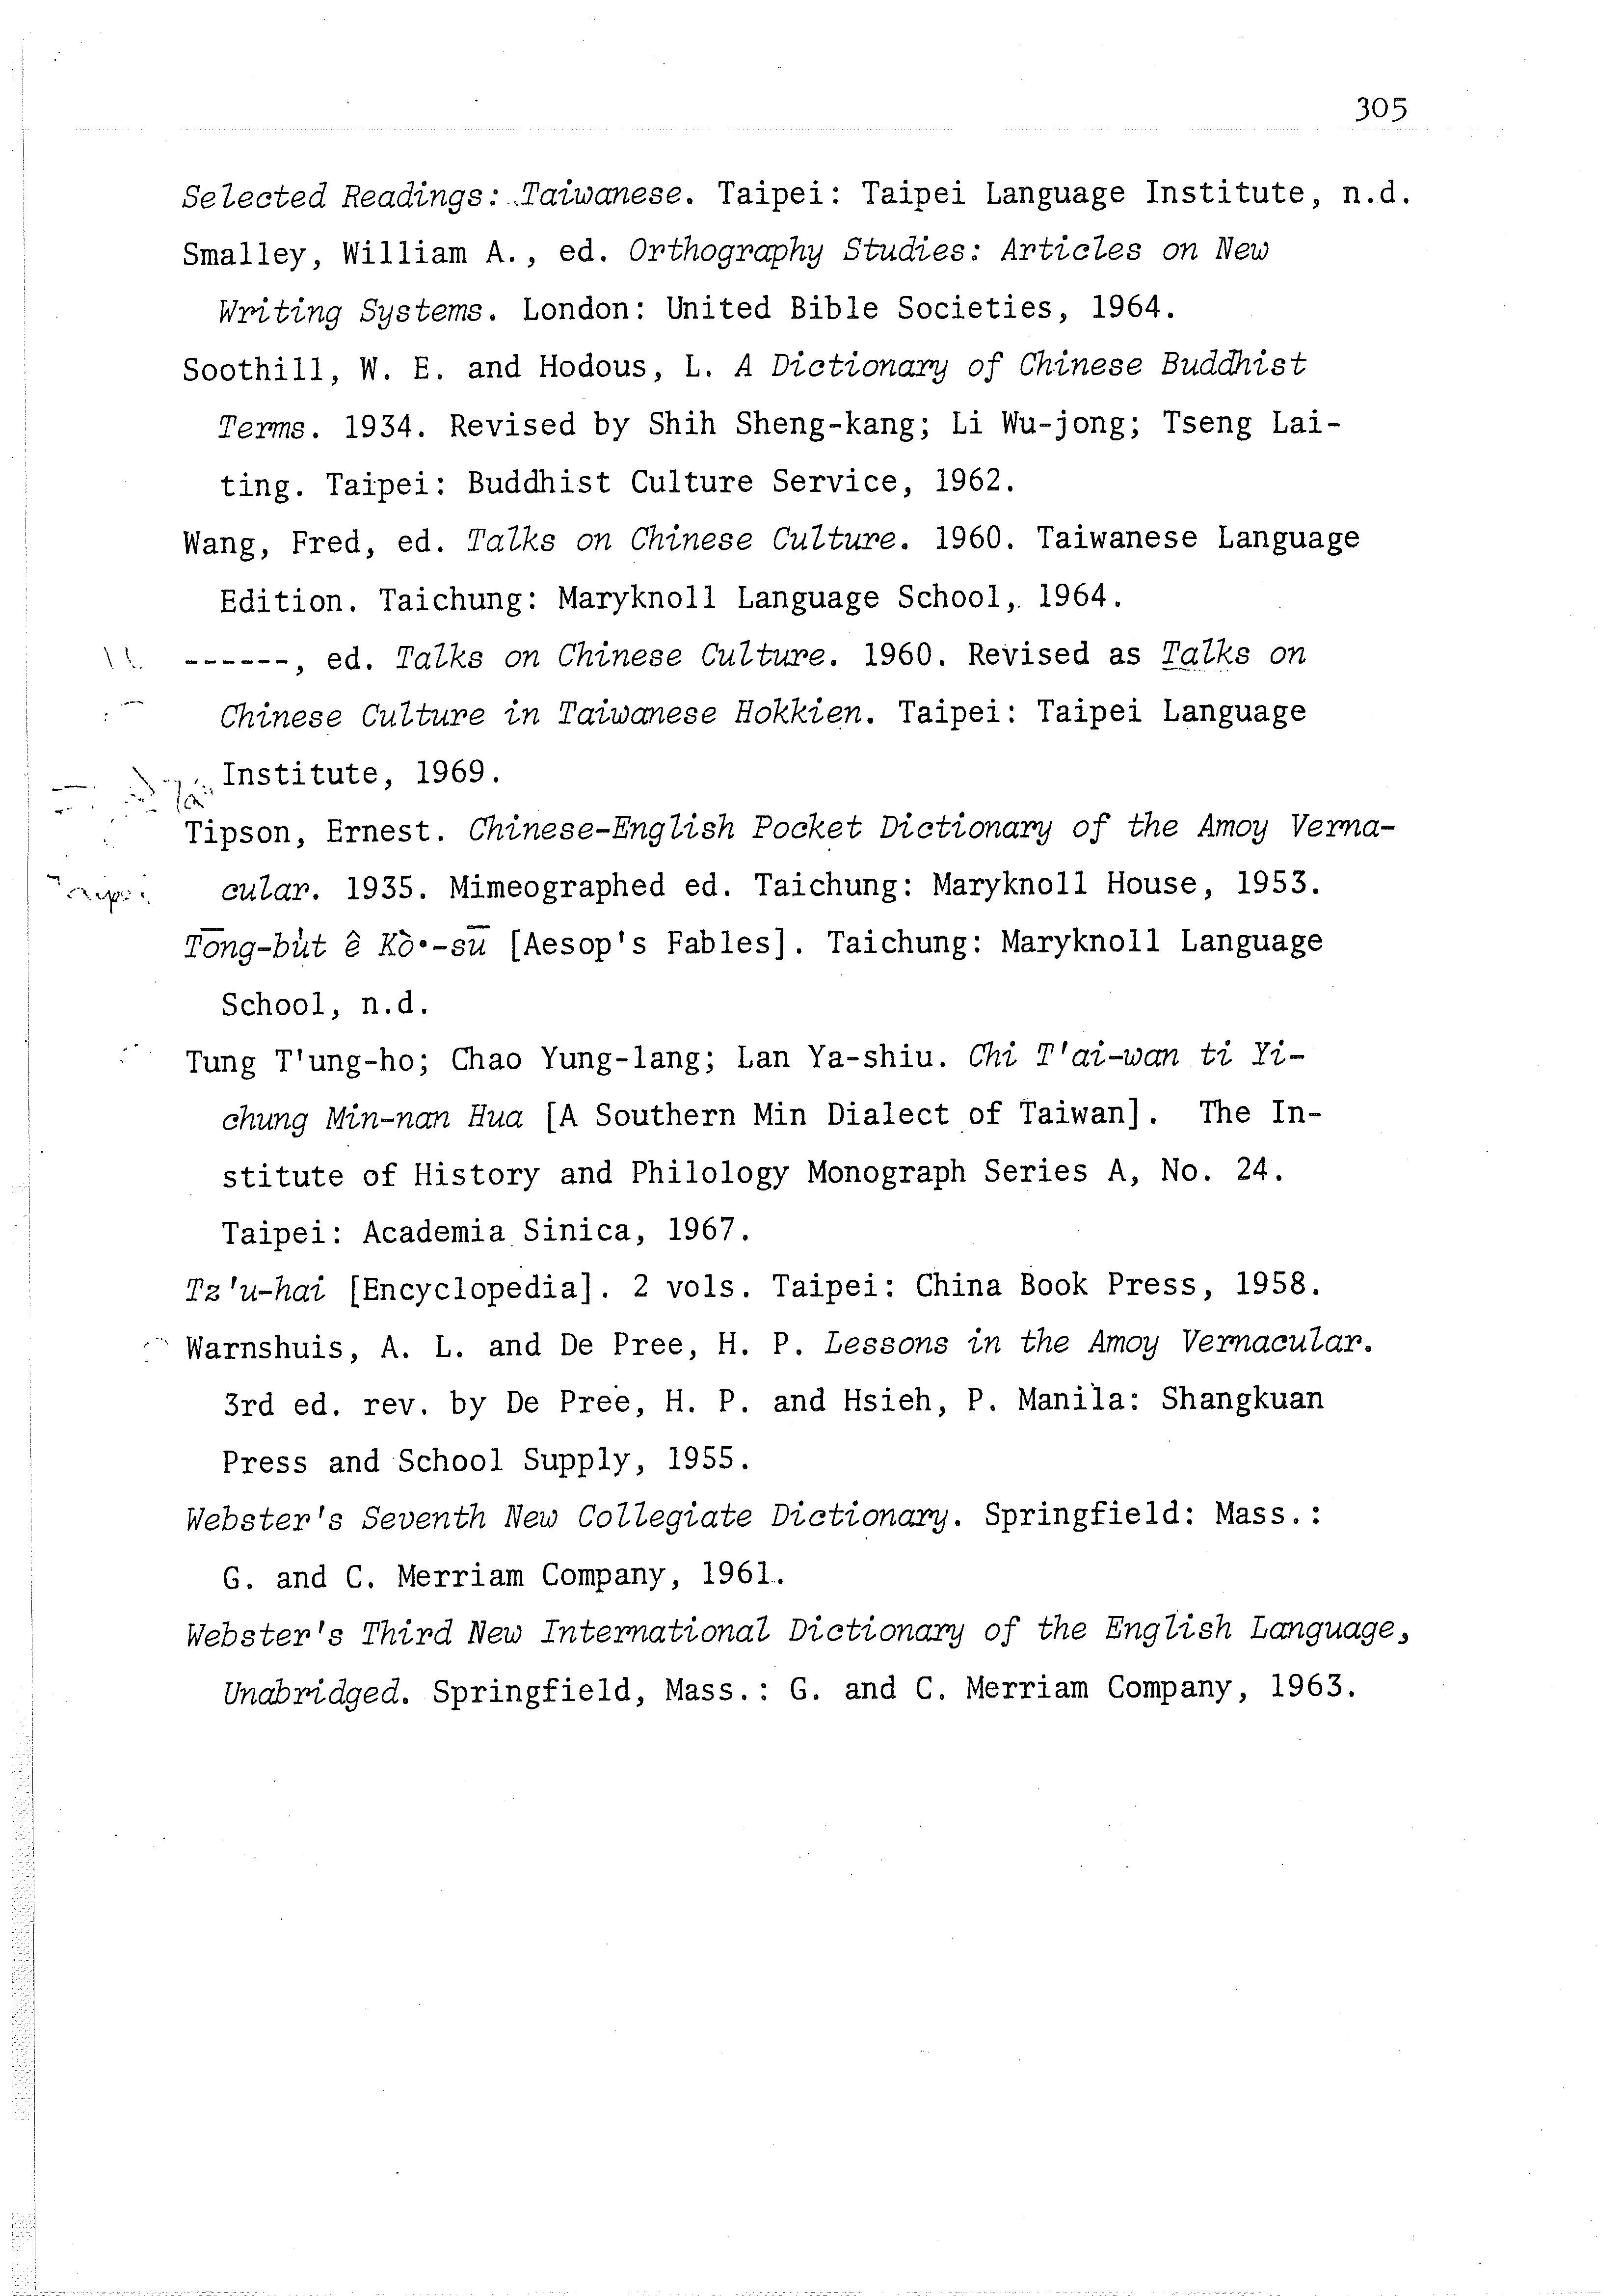 305
Selected Readings: Taiwanese. Taipei: Taipei Language Institute, n.d.
Smalley, William A., ed. Orthography Studies: Articles on New
Writing Systems. London: United Bible Societies, 1964.
Soothill, W. E. and Hodous, L. A Dictionary of Chinese Buddhist
Terms. 1934. Revised by Shih Sheng-kang; Li Wu-jong; Tseng Lai-
ting. Taipei: Buddhist Culture Service, 1962.
Wang, Fred, ed. Talks on Chinese Culture. 1960. Taiwanese Language
Edition. Taichung: Maryknoll Language School, 1964.
------, ed. Talks on Chinese Culture. 1960. Revised as Talks on
Chinese Culture in Taiwanese Hokkien. Taipei: Taipei Language
Institute, 1969.
Tipson, Ernest. Chinese-English Pocket Dictionary of the Amoy Verna-
cular. 1935. Mimeographed ed. Taichung: Maryknoll House, 1953.
Tōng-bu̍t ê Kò͘-sū [Aesop's Fables]. Taichung: Maryknoll Language
School, n.d.
Tung T'ung-ho; Chao Yung-lang; Lan Ya-shiu. Chi T'ai-wan ti Yi-
chung Min-nan Hua [A Southern Min Dialect of Taiwan]. The In-
stitute of History and Philology Monograph Series A, No. 24.
Taipei: Academia Sinica, 1967.
Tz'u-hai [Encyclopedia]. 2 vols. Taipei: China Book Press, 1958.
Warnshuis, A. L. and De Pree, H. P. Lessons in the Amoy Vernacular.
3rd ed. rev. by De Pree, H. P. and Hsieh, P. Manila: Shangkuan
Press and School Supply, 1955.
Webster's Seventh New Collegiate Dictionary. Springfield: Mass.:
G. and C. Merriam Company, 1961.
Webster's Third New International Dictionary of the English Language,
Unabridged. Springfield, Mass.: G. and C. Merriam Company, 1963.